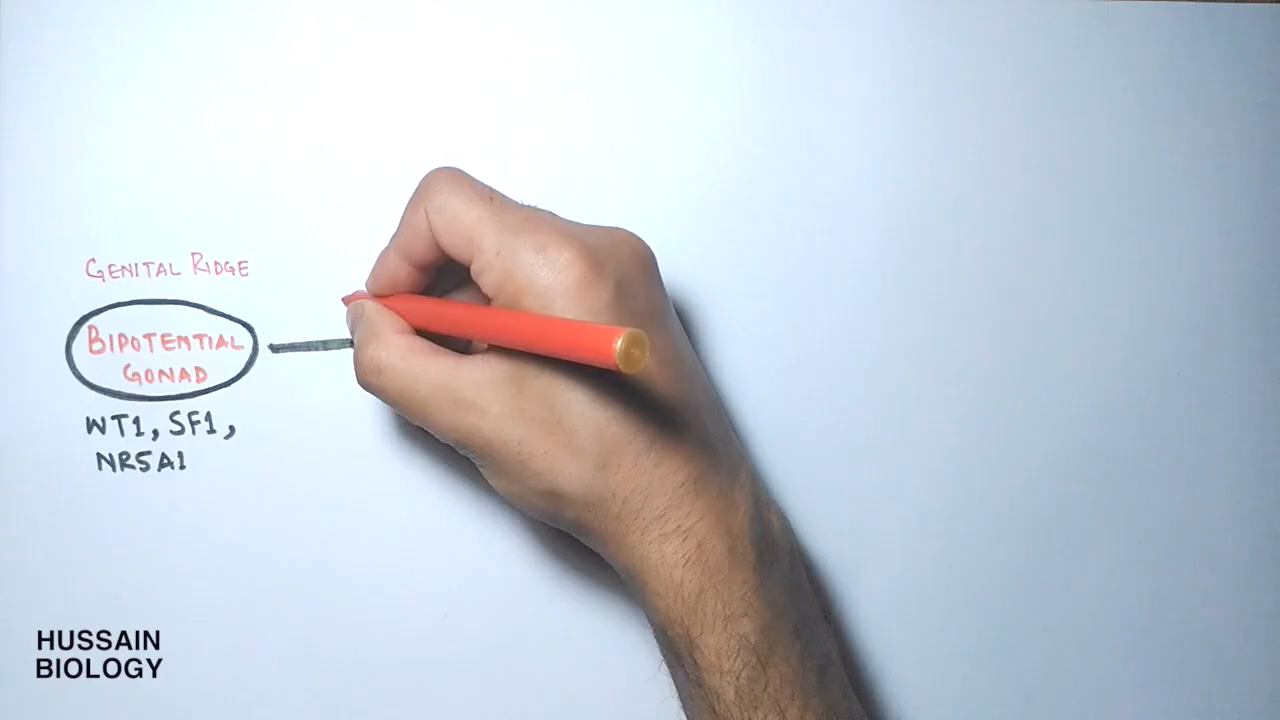 GENITAL RIDGE
BIPOTENTIAL
GONAD
WT1, SF1,
NR5A1
HUSSAIN
BIOLOGY